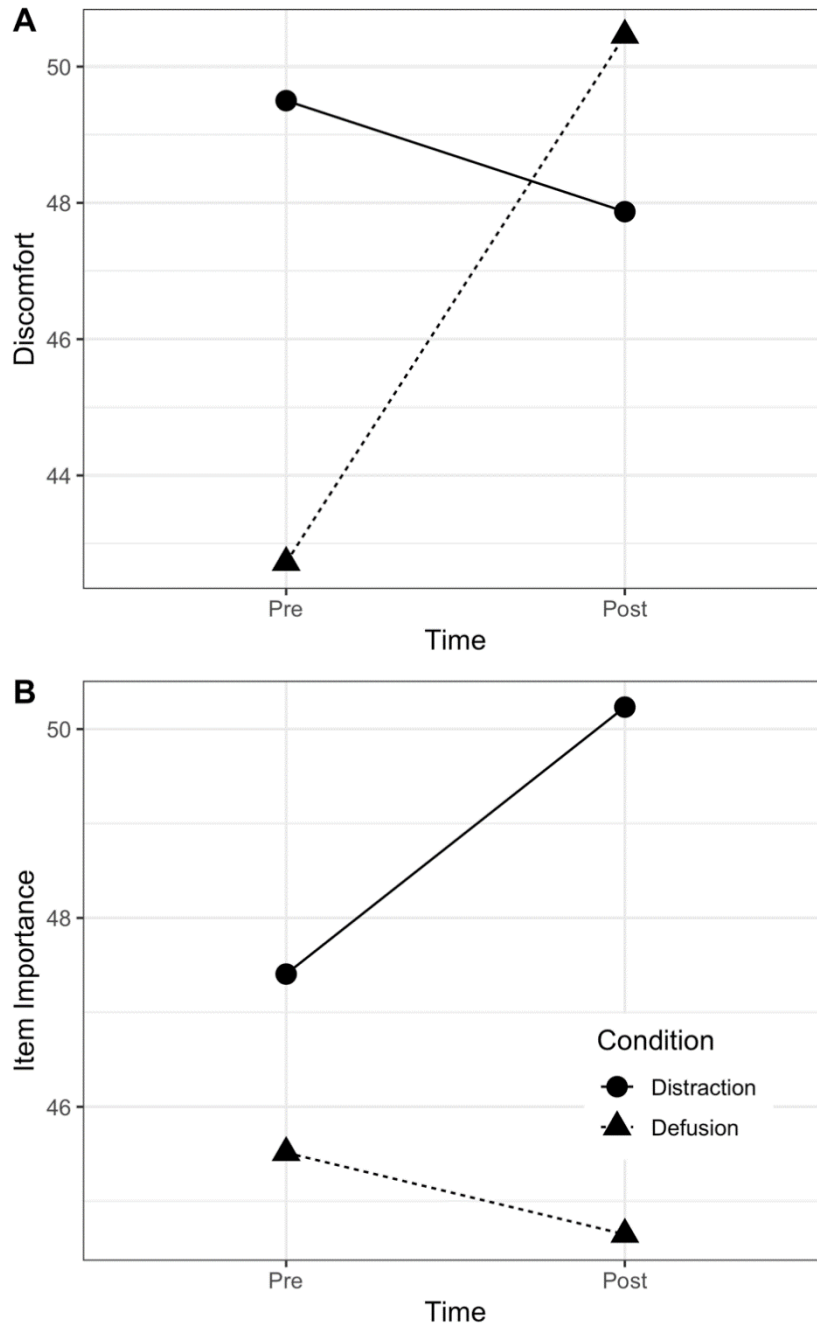 A
50
48
46
44
Discomfort
Pre Post
Time
B
50
48
46
Item Importance
Condition
Distraction
Defusion
Pre Post
Time